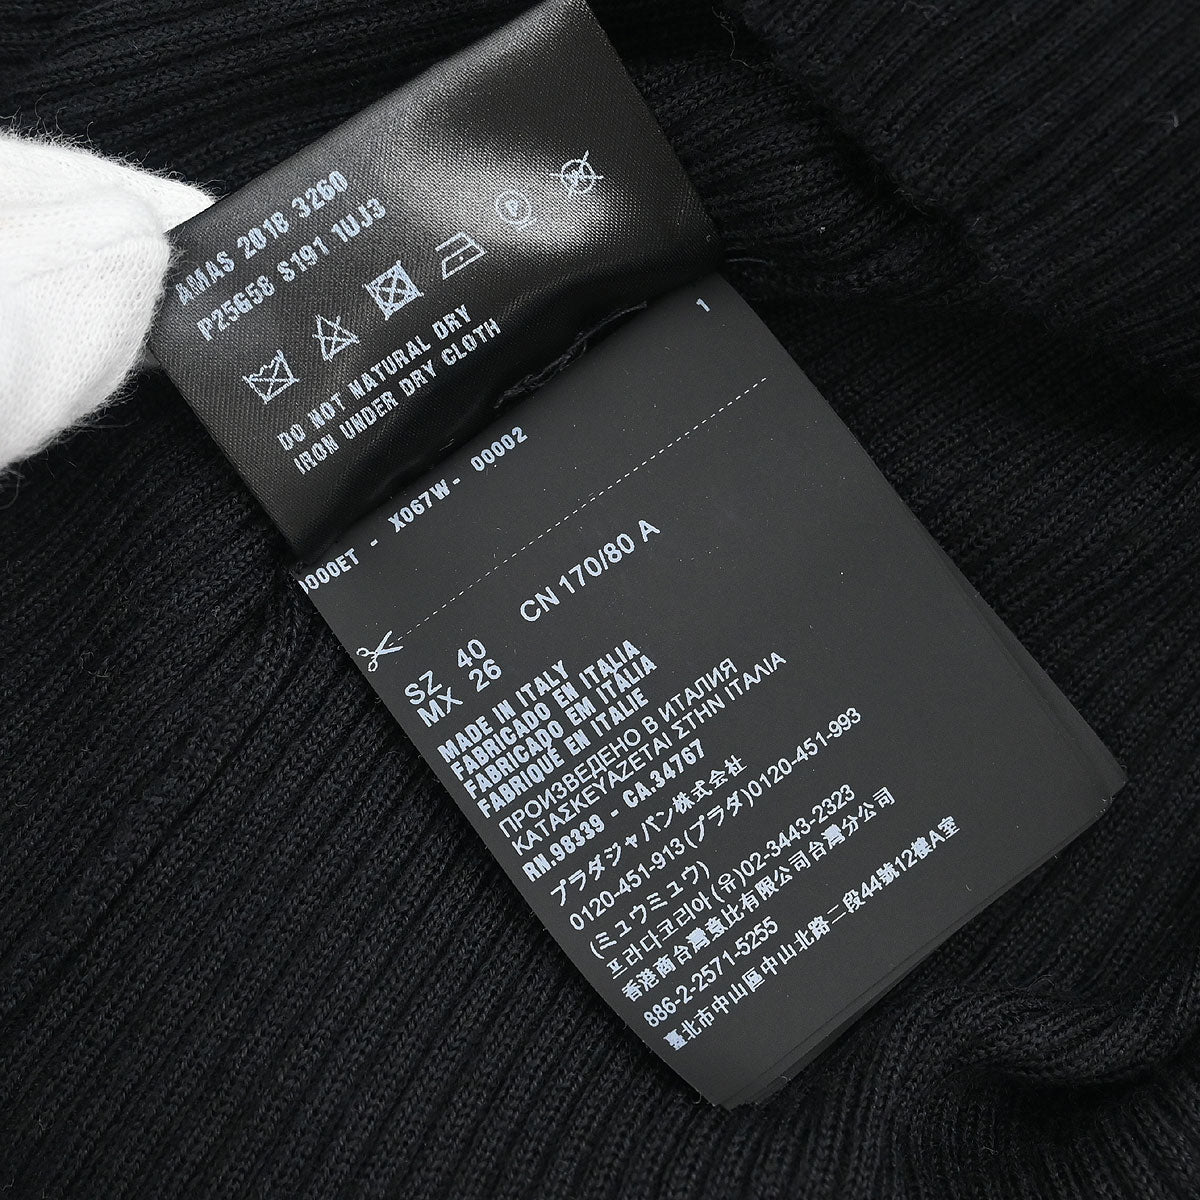 AMAS 201B 3260
P25G58 S191 1UJ3
P
DO NOT NATURAL DRY
IRON UNDER DRY CLOTH
1
000ET - X067W- 00002
SZ 40 CN 170/80 A
MX 26
MADE IN ITALY
FABRICADO EN ITALIA
FABRICADO EM ITÁLIA
FABRIQUÉ EN ITALIE
ПРОИЗВЕДЕНО В ИТАЛИЯ
ΚΑΤΑΣΚΕΥΑΖΕΤΑΙ ΣΤΗΝ ΙΤΑΛΙΑ
RN.98339 - CA.34767
プラダジャパン株式会社
0120-451-913(プラダ)0120-451-993
(ミュウミュウ)
프라다코리아(유)02-3443-2323
香港商台灣意比有限公司台灣分公司
886-2-2571-5255
臺北市中山區中山北路二段44號12樓A室